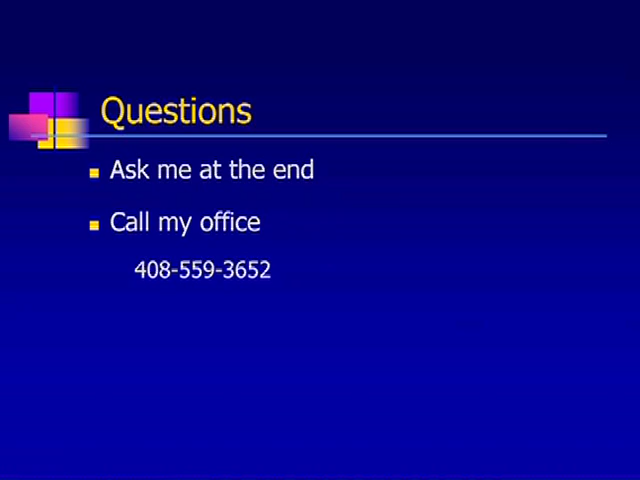 Questions
Ask me at the end
Call my office
408-559-3652